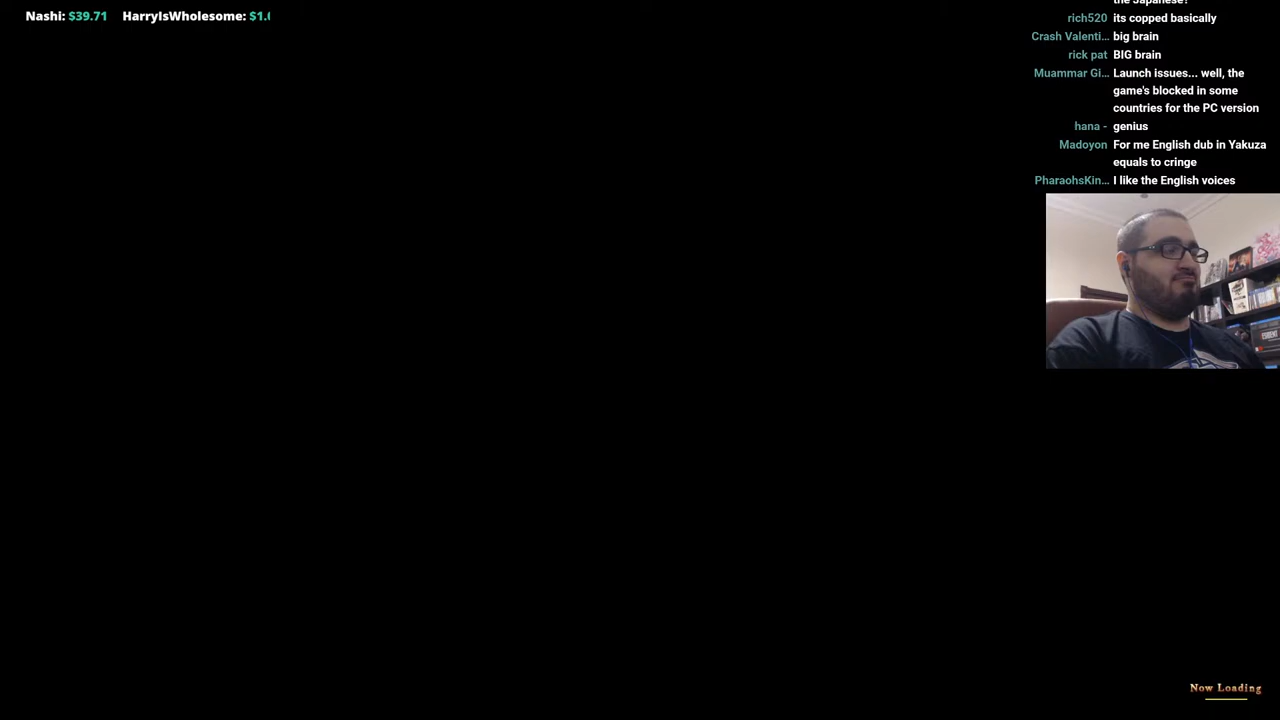 Nashi: $39.71 HarryIsWholesome:
the Japanese?
rich520 its copped basically
Crash Valenti... big brain
rick pat BIG brain
Muammar Gi... Launch issues... well, the
game's blocked in some
countries for the PC version
hana - genius
Madoyon For me English dub in Yakuza
equals to cringe
PharaohsKin... I like the English voices
Now Loading